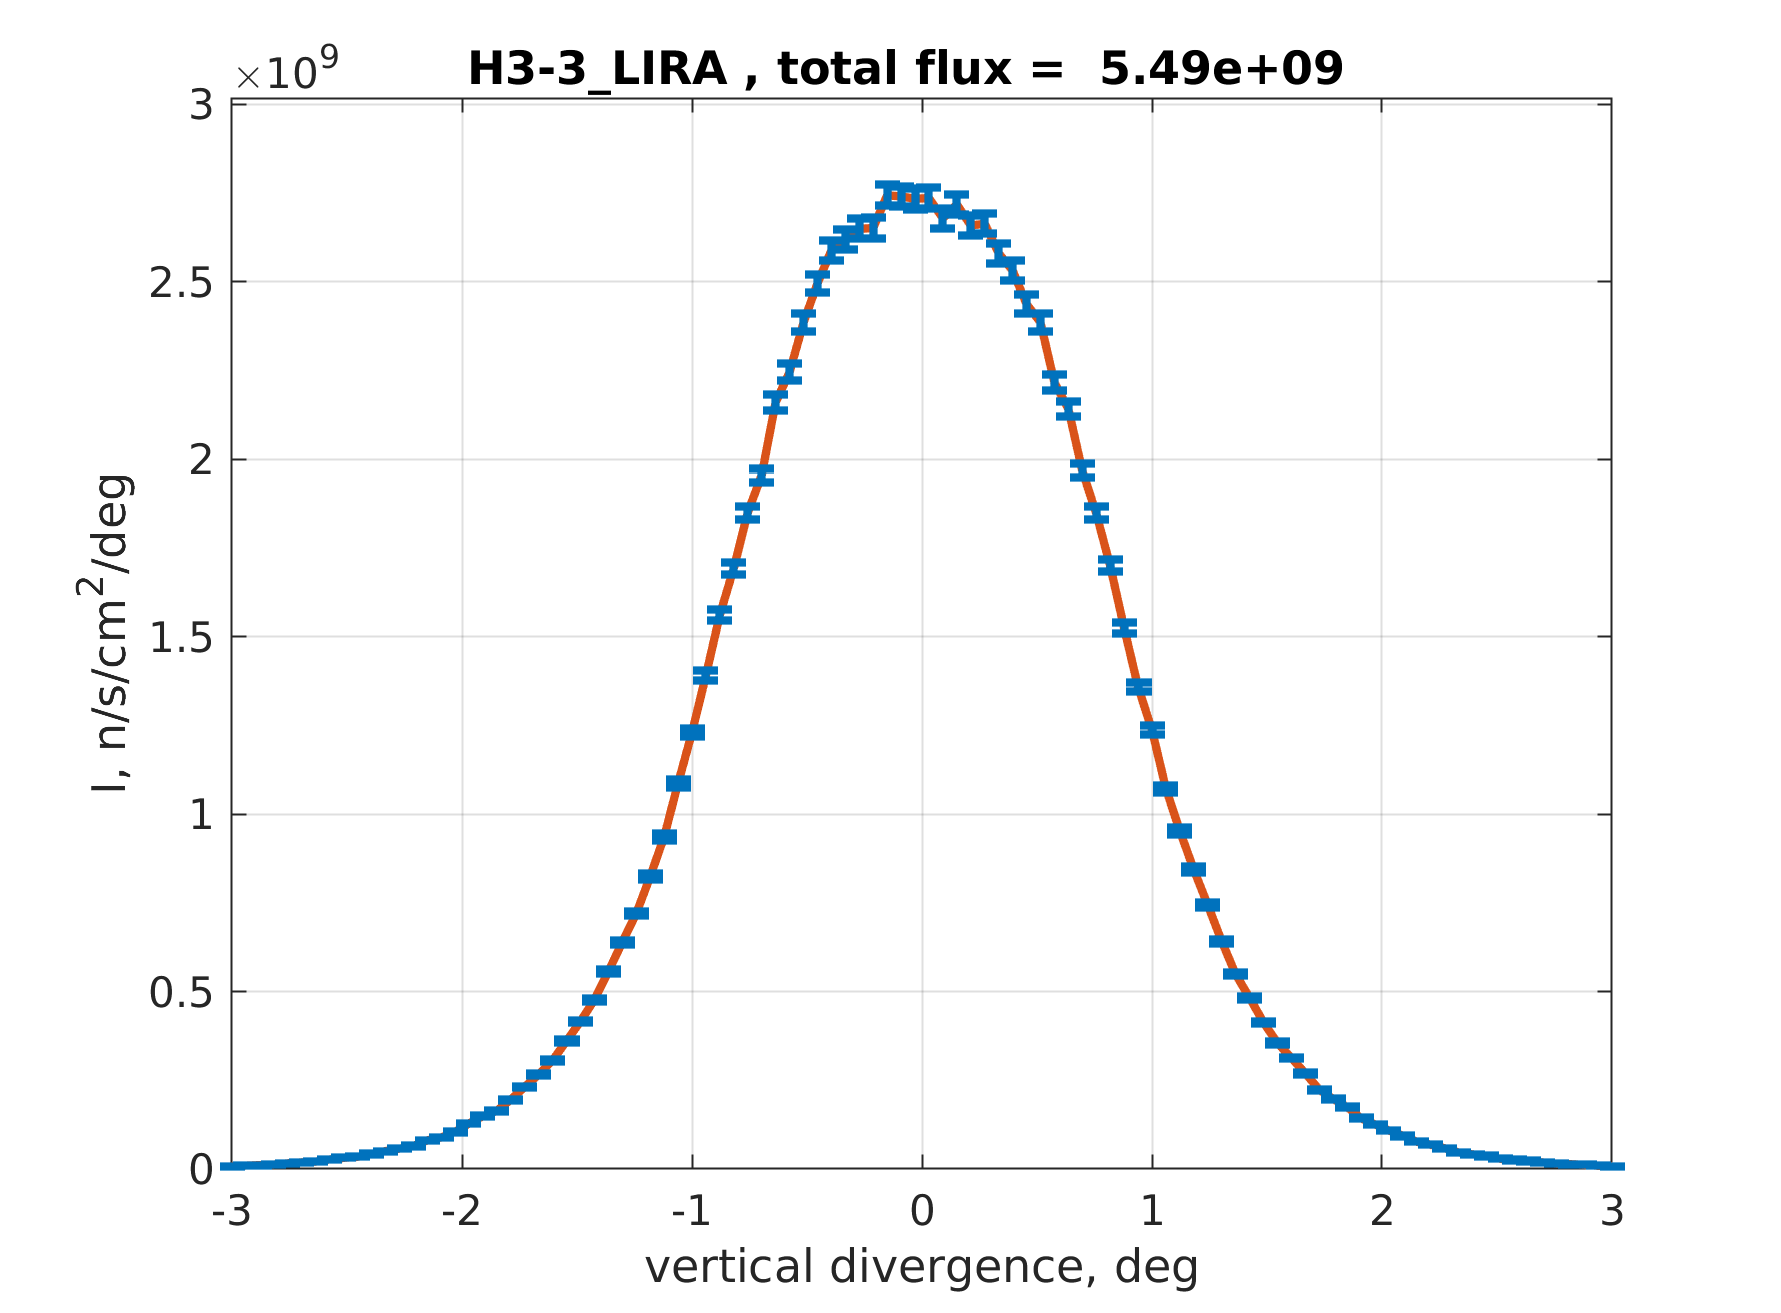 ×10⁹
H3-3_LIRA , total flux =  5.49e+09
3
2.5
2
1.5
1
0.5
0
I, n/s/cm²/deg
-3 -2 -1 0 1 2 3
vertical divergence, deg